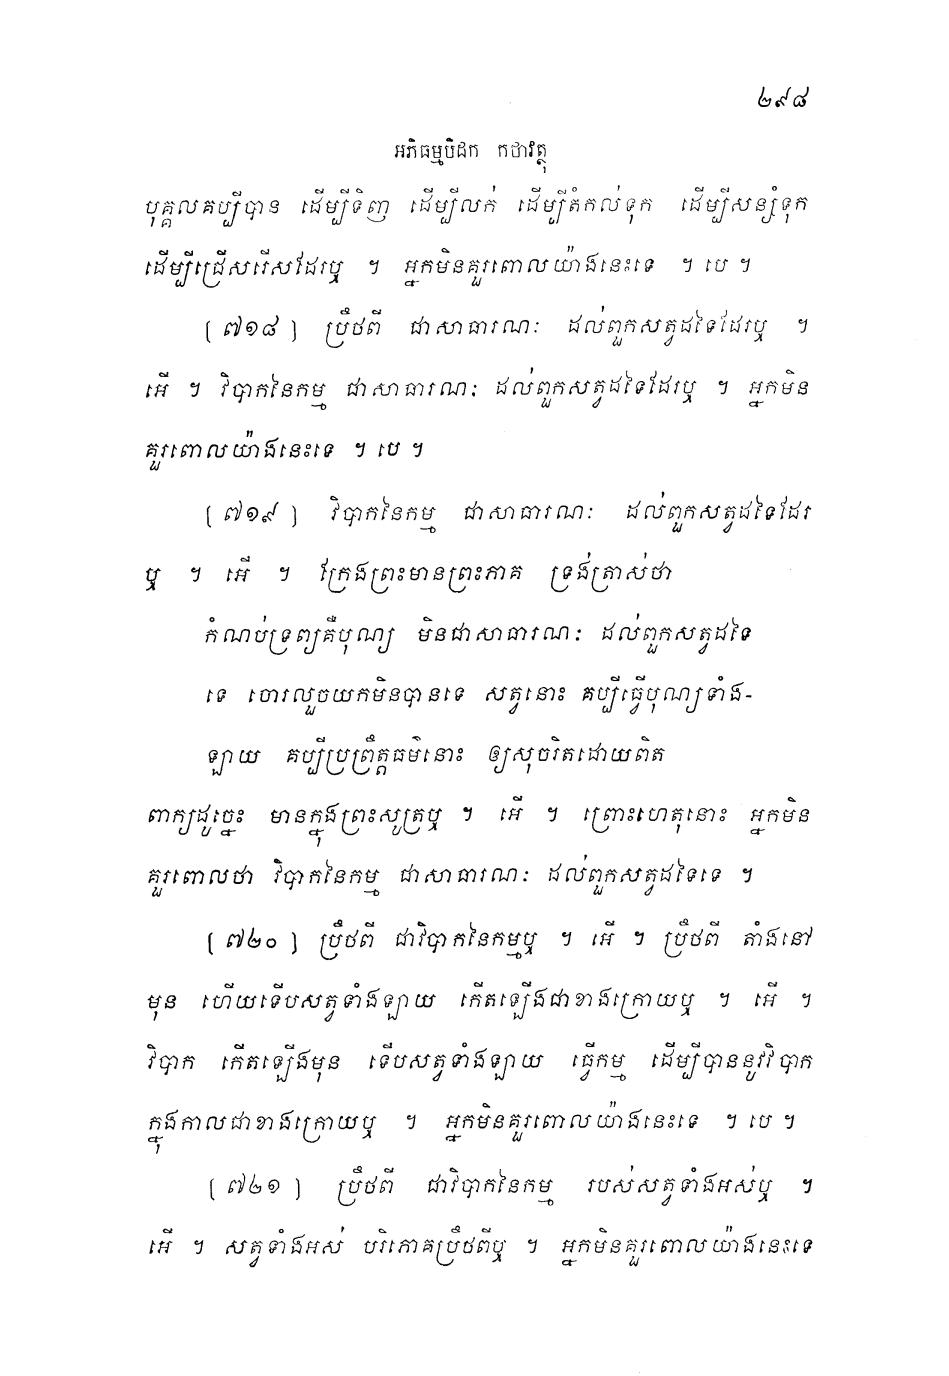 ២៩៨
អភិធម្មបិដក កថាវត្ថុ
បុគ្គលគប្បីបាន ដើម្បីទិញ ដើម្បីលក់ ដើម្បីតំកល់ទុក ដើម្បីសន្សំទុក
ដើម្បីជ្រើសរើសដែរឬ ។ អ្នកមិនគួរពោលយ៉ាងនេះទេ ។ បេ ។
(៧១៨) ប្រឹថពី ជាសាធារណៈ ដល់ពួកសត្វដទៃដែរឬ ។
អើ ។ វិបាកនៃកម្ម ជាសាធារណៈ ដល់ពួកសត្វដទៃដែរឬ ។ អ្នកមិន
គួរពោលយ៉ាងនេះទេ ។ បេ ។
(៧១៩) វិបាកនៃកម្ម ជាសាធារណៈ ដល់ពួកសត្វដទៃដែរ
ឬ ។ អើ ។ ក្រែងព្រះមានព្រះភាគ ទ្រង់ត្រាស់ថា
កំណប់ទ្រព្យគឺបុណ្យ មិនជាសាធារណៈ ដល់ពួកសត្វដទៃ
ទេ ចោរលួចយកមិនបានទេ សត្វនោះ គប្បីធ្វើបុណ្យទាំង-
ឡាយ គប្បីប្រព្រឹត្តធម៌នោះ ឲ្យសុចរិតដោយពិត
ពាក្យដូច្នេះ មានក្នុងព្រះសូត្រឬ ។ អើ ។ ព្រោះហេតុនោះ អ្នកមិន
គួរពោលថា វិបាកនៃកម្ម ជាសាធារណៈ ដល់ពួកសត្វដទៃទេ ។
(៧២០) ប្រឹថពី ជាវិបាកនៃកម្មឬ ។ អើ ។ ប្រឹថពី តាំងនៅ
មុន ហើយទើបសត្វទាំងឡាយ កើតឡើងជាខាងក្រោយឬ ។ អើ ។
វិបាក កើតឡើងមុន ទើបសត្វទាំងឡាយ ធ្វើកម្ម ដើម្បីបាននូវវិបាក
ក្នុងកាលជាខាងក្រោយឬ ។ អ្នកមិនគួរពោលយ៉ាងនេះទេ ។ បេ ។
(៧២១) ប្រឹថពី ជាវិបាកនៃកម្ម របស់សត្វទាំងអស់ឬ ។
អើ ។ សត្វទាំងអស់ បរិភោគប្រឹថពីឬ ។ អ្នកមិនគួរពោលយ៉ាងនេះទេ